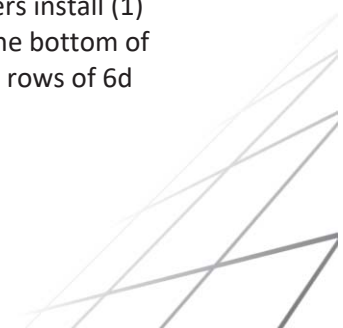 ers install (1)
he bottom of
rows of 6d